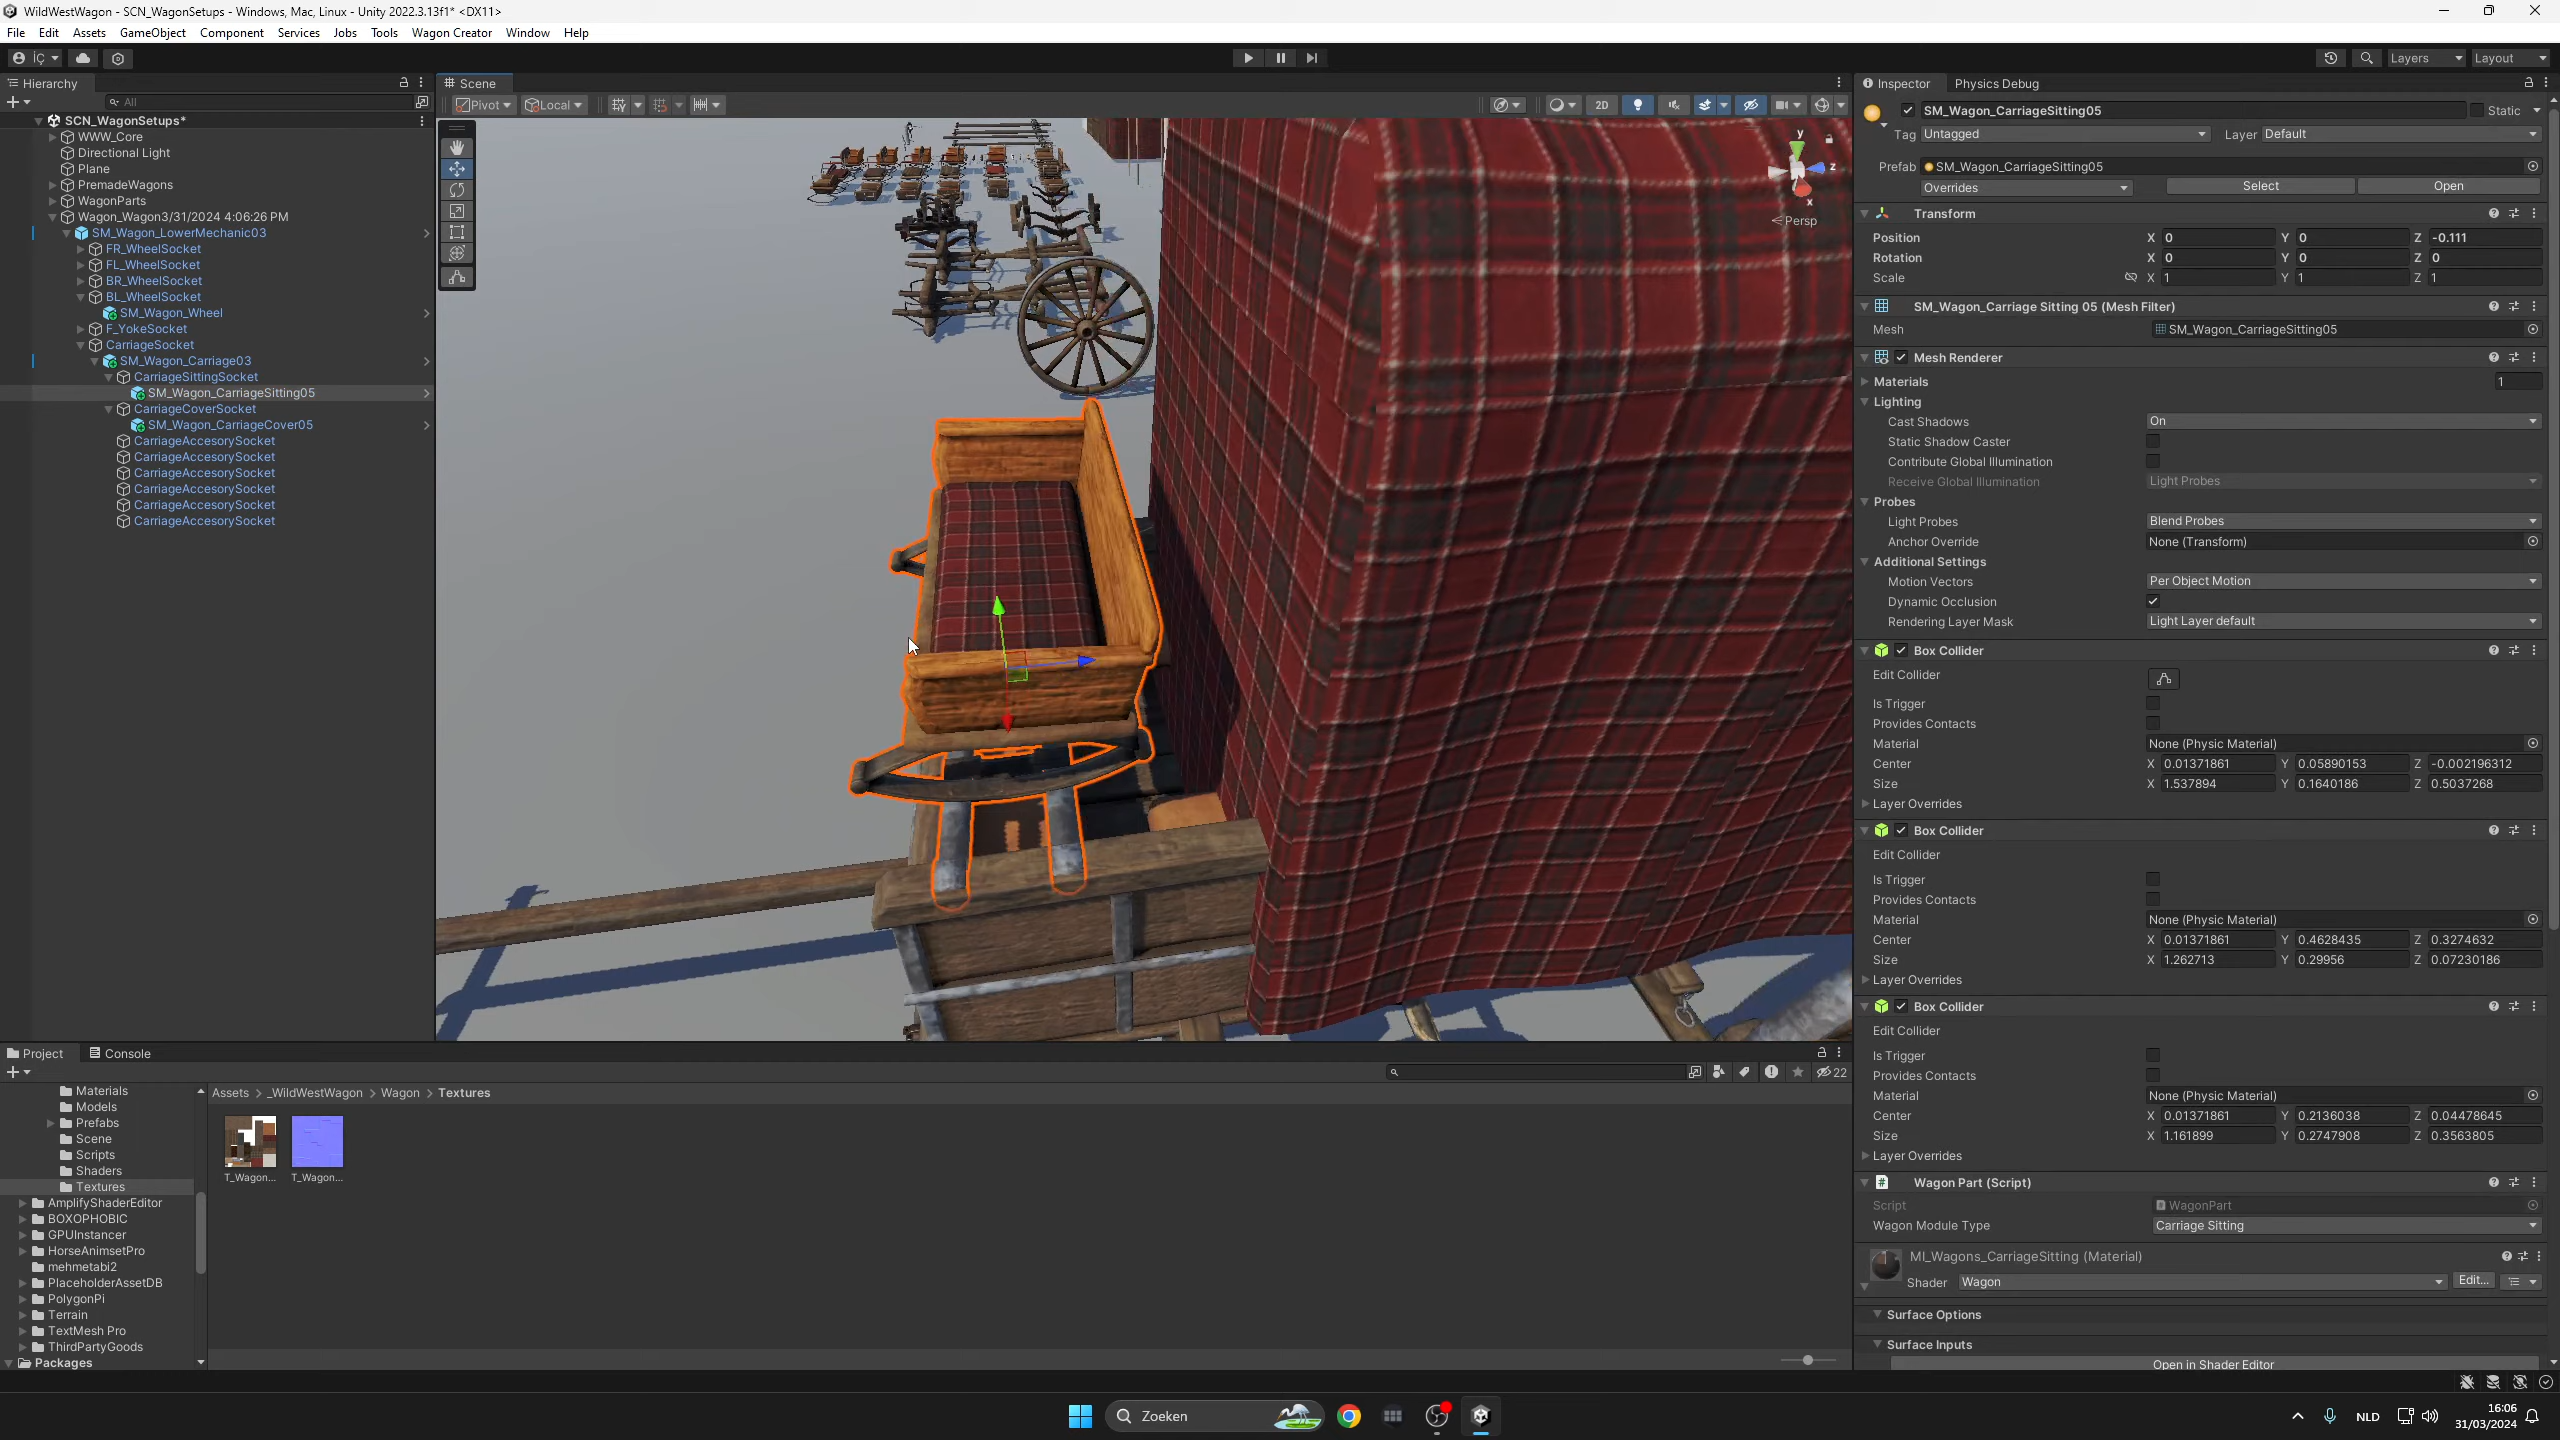 WildWestWagon - SCN_WagonSetups - Windows, Mac, Linux - Unity 2022.3.13f1* <DX11>
File Edit Assets GameObject Component Services Jobs Tools Wagon Creator Window Help
İÇ Layers Layout
Hierarchy
All
SCN_WagonSetups*
WWW_Core
Directional Light
Plane
PremadeWagons
WagonParts
Wagon_Wagon3/31/2024 4:06:26 PM
SM_Wagon_LowerMechanic03
FR_WheelSocket
FL_WheelSocket
BR_WheelSocket
BL_WheelSocket
SM_Wagon_Wheel
F_YokeSocket
CarriageSocket
SM_Wagon_Carriage03
CarriageSittingSocket
SM_Wagon_CarriageSitting05
CarriageCoverSocket
SM_Wagon_CarriageCover05
CarriageAccesorySocket
CarriageAccesorySocket
CarriageAccesorySocket
CarriageAccesorySocket
CarriageAccesorySocket
CarriageAccesorySocket
Scene
Pivot Local 2D
y
z
x
Persp
Inspector Physics Debug
SM_Wagon_CarriageSitting05 Static
Tag Untagged Layer Default
Prefab SM_Wagon_CarriageSitting05
Overrides Select Open
Transform
Position X 0 Y 0 Z -0.111
Rotation X 0 Y 0 Z 0
Scale X 1 Y 1 Z 1
SM_Wagon_Carriage Sitting 05 (Mesh Filter)
Mesh SM_Wagon_CarriageSitting05
Mesh Renderer
Materials 1
Lighting
Cast Shadows On
Static Shadow Caster
Contribute Global Illumination
Receive Global Illumination Light Probes
Probes
Light Probes Blend Probes
Anchor Override None (Transform)
Additional Settings
Motion Vectors Per Object Motion
Dynamic Occlusion
Rendering Layer Mask Light Layer default
Box Collider
Edit Collider
Is Trigger
Provides Contacts
Material None (Physic Material)
Center X 0.01371861 Y 0.05890153 Z -0.002196312
Size X 1.537894 Y 0.1640186 Z 0.5037268
Layer Overrides
Box Collider
Edit Collider
Is Trigger
Provides Contacts
Material None (Physic Material)
Center X 0.01371861 Y 0.4628435 Z 0.3274632
Size X 1.262713 Y 0.29956 Z 0.07230186
Layer Overrides
Box Collider
Edit Collider
Is Trigger
Provides Contacts
Material None (Physic Material)
Center X 0.01371861 Y 0.2136038 Z 0.04478645
Size X 1.161899 Y 0.2747908 Z 0.3563805
Layer Overrides
Wagon Part (Script)
Script WagonPart
Wagon Module Type Carriage Sitting
MI_Wagons_CarriageSitting (Material)
Shader Wagon Edit...
Surface Options
Surface Inputs
Open in Shader Editor
Project Console
22
Materials
Models
Prefabs
Scene
Scripts
Shaders
Textures
AmplifyShaderEditor
BOXOPHOBIC
GPUInstancer
HorseAnimsetPro
mehmetabi2
PlaceholderAssetDB
PolygonPi
Terrain
TextMesh Pro
ThirdPartyGoods
Packages
Assets > _WildWestWagon > Wagon > Textures
T_Wagon... T_Wagon...
Zoeken
NLD
16:06
31/03/2024